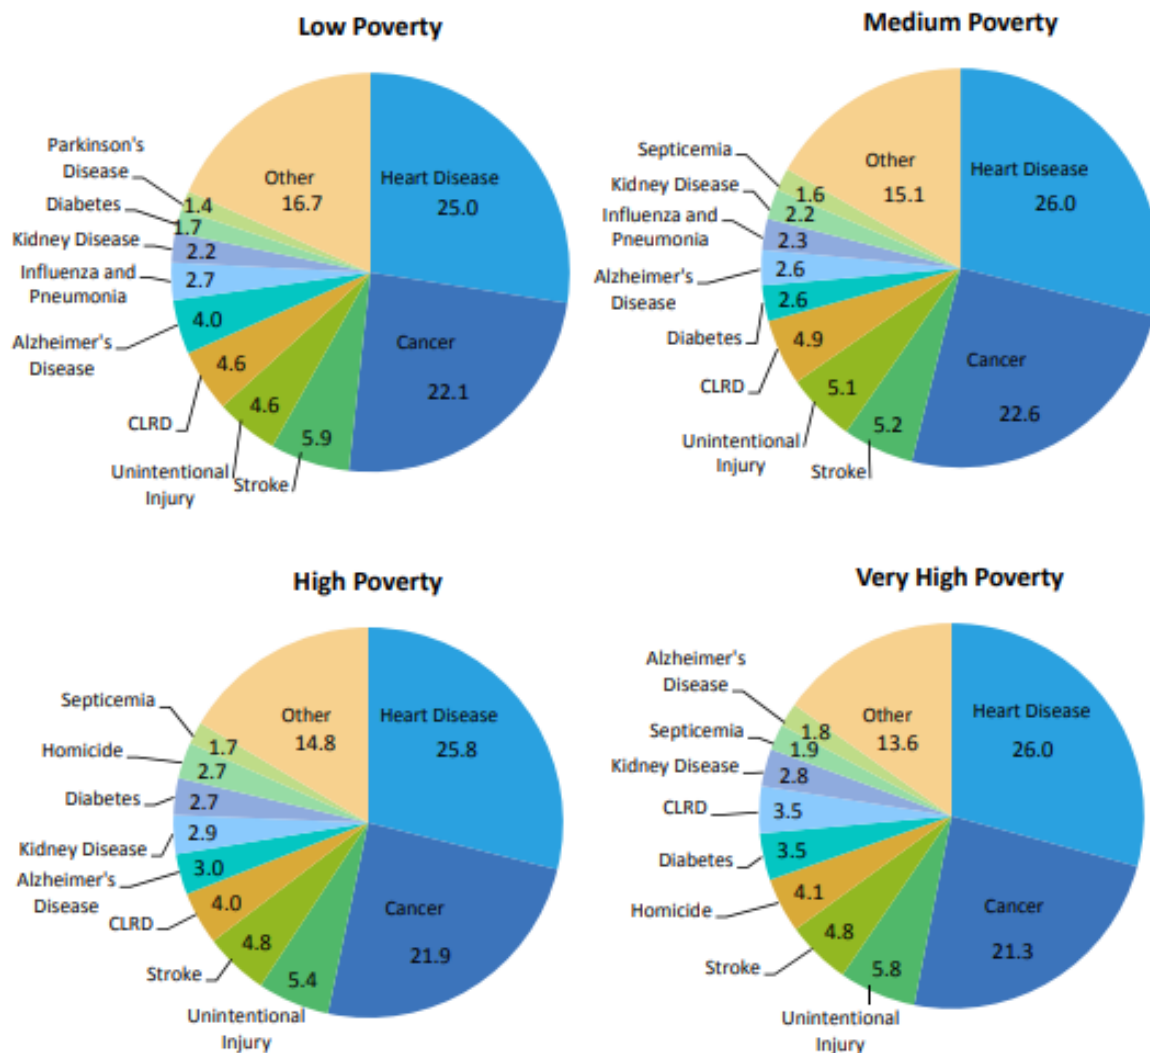 Low Poverty
Parkinson's
Disease
Diabetes
Kidney Disease
Influenza and
Pneumonia
Alzheimer's
Disease
CLRD
Unintentional
Injury
Stroke
Other
16.7
Heart Disease
25.0
Cancer
22.1
1.4
1.7
2.2
2.7
4.0
4.6
4.6
5.9
Medium Poverty
Septicemia
Kidney Disease
Influenza and
Pneumonia
Alzheimer's
Disease
Diabetes
CLRD
Unintentional
Injury
Stroke
Other
15.1
Heart Disease
26.0
Cancer
22.6
1.6
2.2
2.3
2.6
2.6
4.9
5.1
5.2
High Poverty
Septicemia
Homicide
Diabetes
Kidney Disease
Alzheimer's
Disease
CLRD
Stroke
Unintentional
Injury
Other
14.8
Heart Disease
25.8
Cancer
21.9
1.7
2.7
2.7
2.9
3.0
4.0
4.8
5.4
Very High Poverty
Alzheimer's
Disease
Septicemia
Kidney Disease
CLRD
Diabetes
Homicide
Stroke
Unintentional
Injury
Other
13.6
Heart Disease
26.0
Cancer
21.3
1.8
1.9
2.8
3.5
3.5
4.1
4.8
5.8